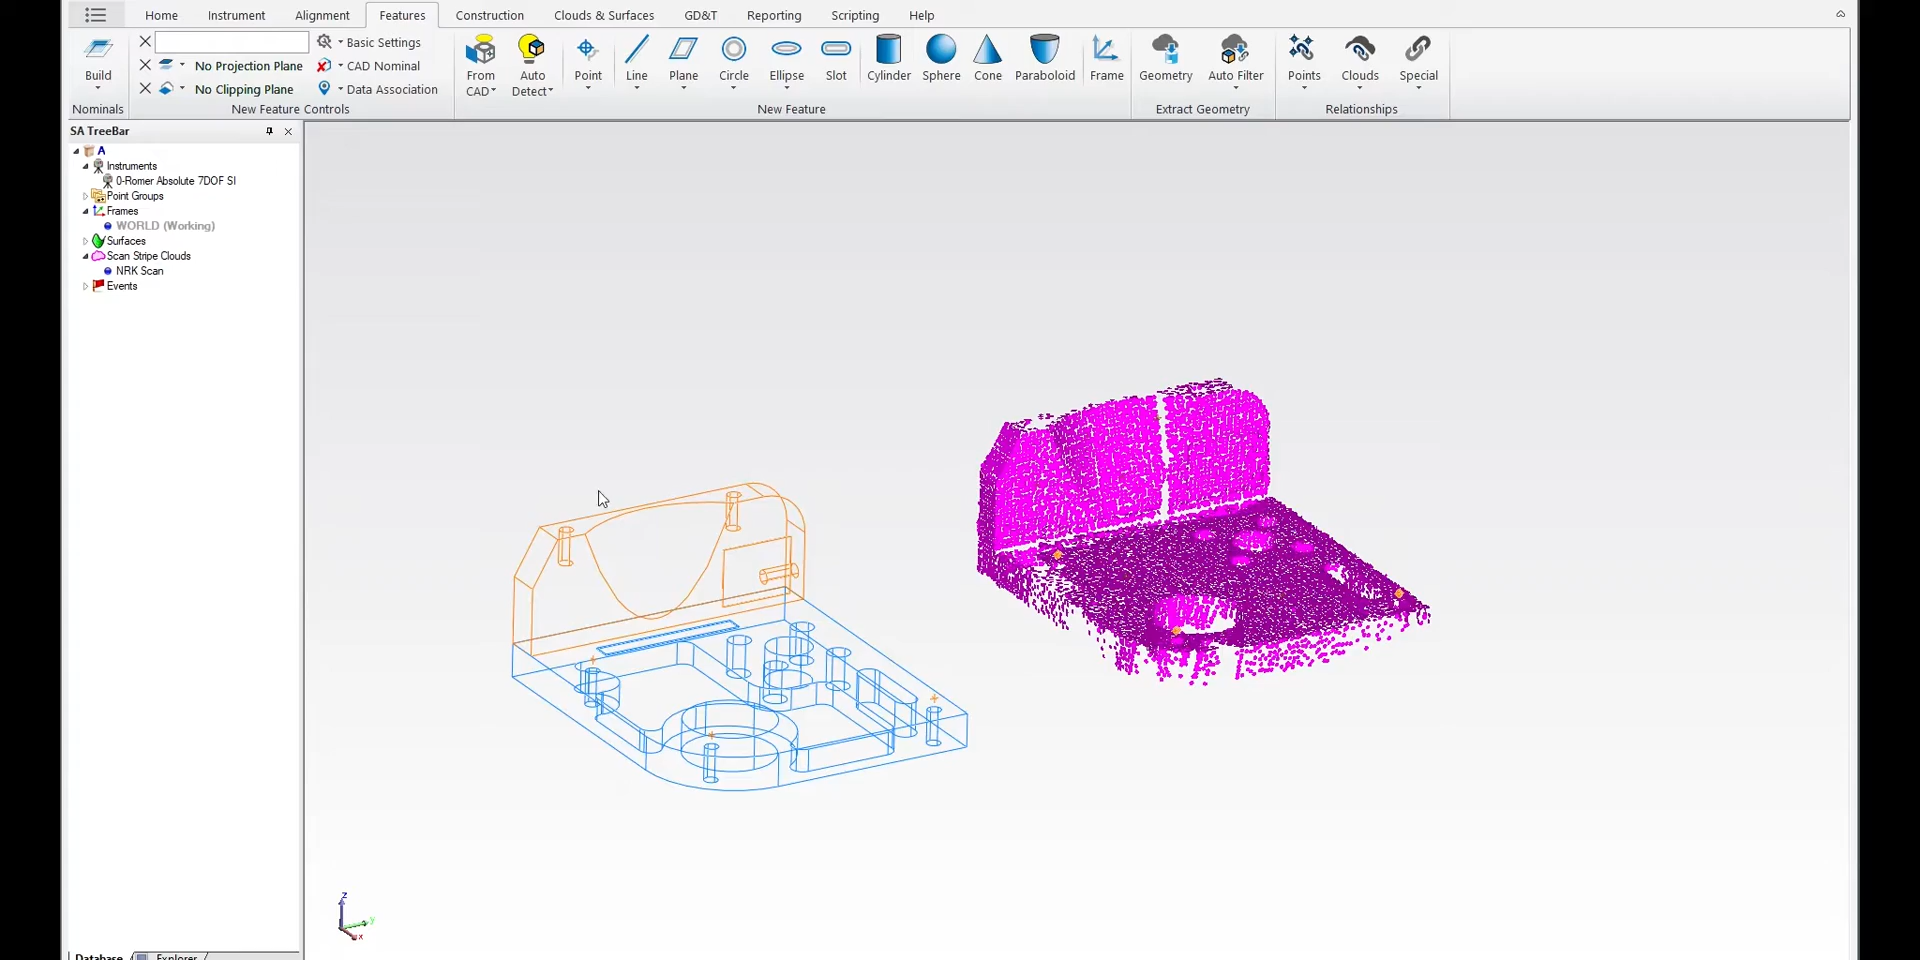 Home Instrument Alignment Features Construction Clouds & Surfaces GD&T Reporting Scripting Help
Build
Nominals
No Projection Plane
No Clipping Plane
Basic Settings
CAD Nominal
Data Association
New Feature Controls
From CAD
Auto Detect
Point
Line
Plane
Circle
Ellipse
Slot
Cylinder
Sphere
Cone
Paraboloid
Frame
New Feature
Geometry
Auto Filter
Extract Geometry
Points
Clouds
Special
Relationships
SA TreeBar
A
Instruments
0-Romer Absolute 7DOF SI
Point Groups
Frames
WORLD (Working)
Surfaces
Scan Stripe Clouds
NRK Scan
Events
z
y
x
Database Explorer